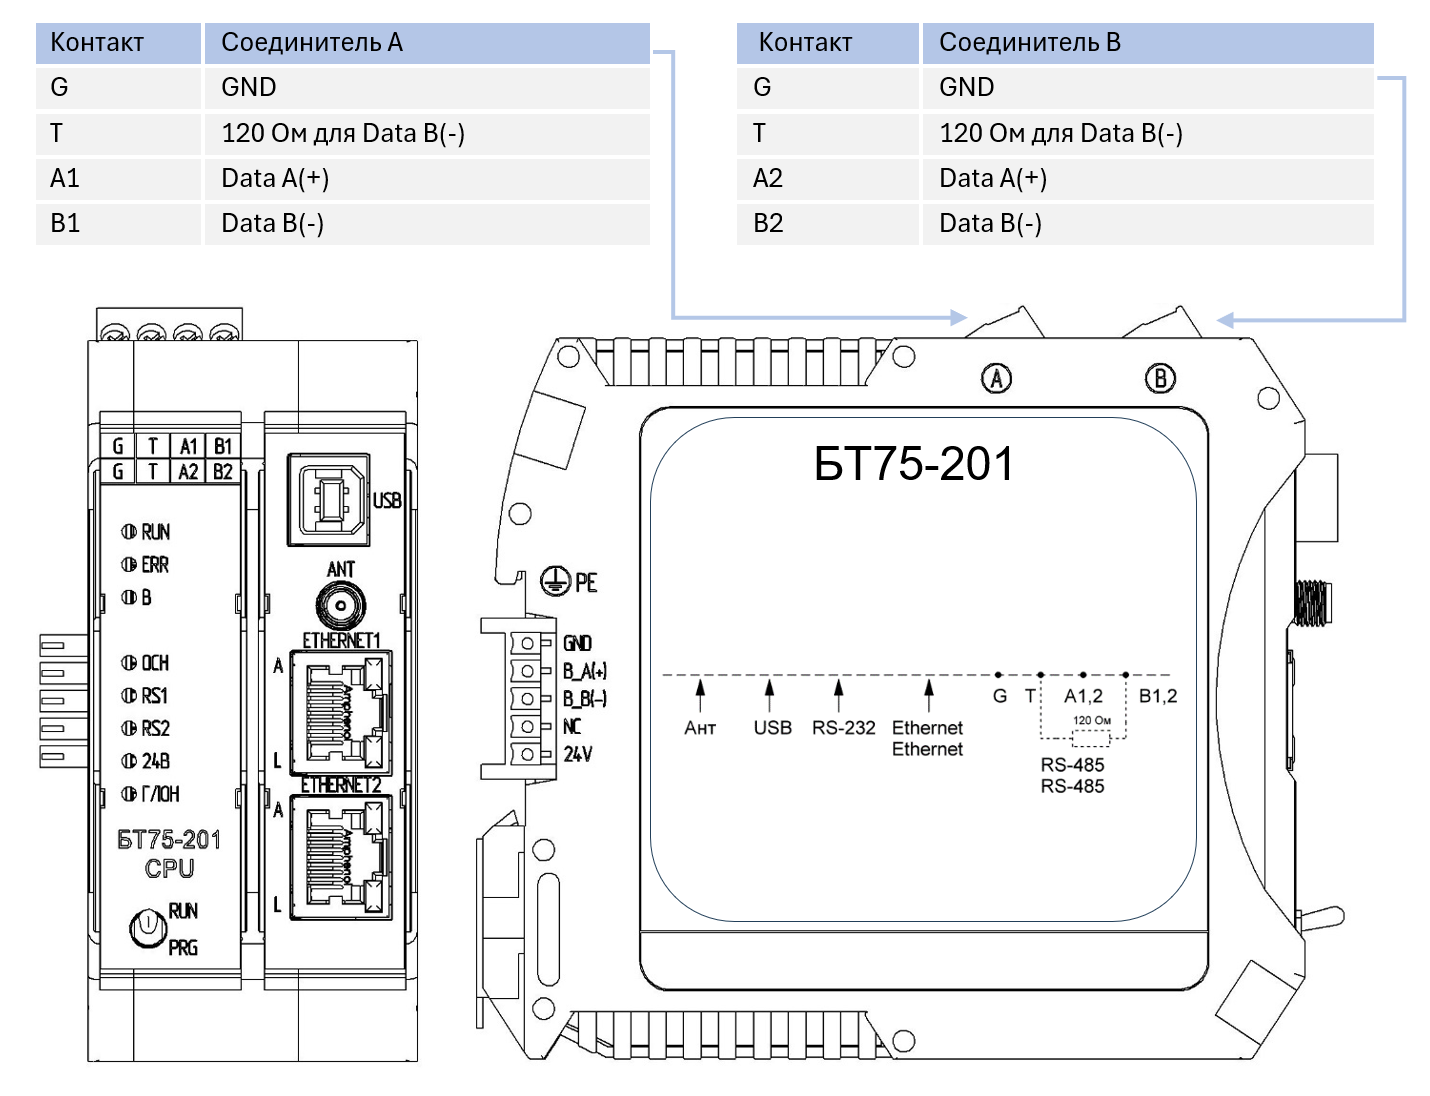 Контакт Соединитель A
G GND
T 120 Ом для Data B(-)
A1 Data A(+)
B1 Data B(-)
Контакт Соединитель B
G GND
T 120 Ом для Data B(-)
A2 Data A(+)
B2 Data B(-)
G T A1 B1
G T A2 B2
RUN
ERR
В
ОСН
RS1
RS2
24В
Г/ІОН
БТ75-201
CPU
RUN
PRG
USB
ANT
ETHERNET1
A
Amphenol
L
ETHERNET2
A
Amphenol
L
A
B
PE
GND
B_A(+)
B_B(-)
NC
24V
БТ75-201
Ант
USB
RS-232
Ethernet
Ethernet
G T A1,2 B1,2
120 Ом
RS-485
RS-485